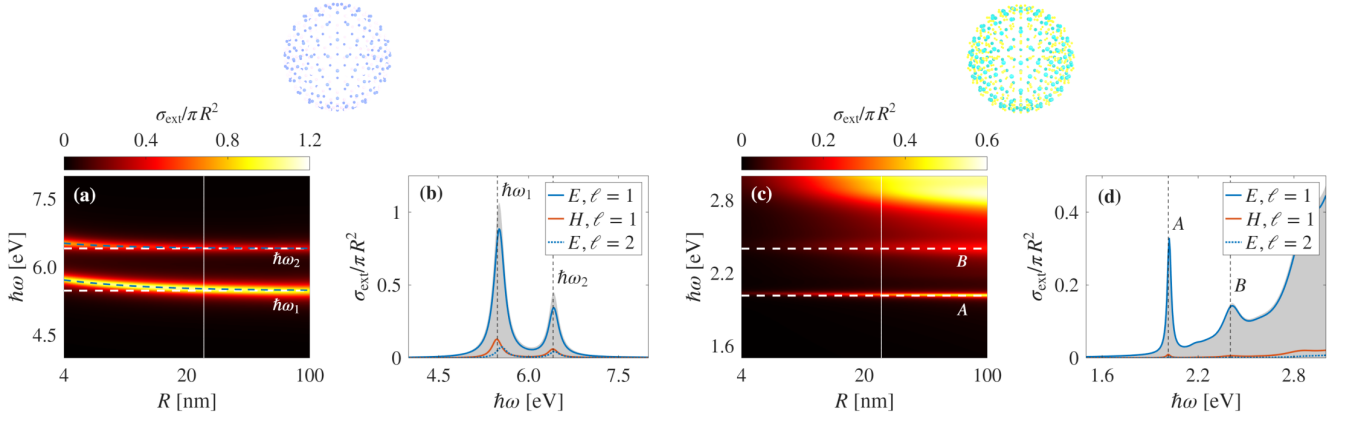 σext/πR²
0 0.4 0.8 1.2
(a)
7.5
6.0
4.5
ħω [eV]
ħω₂
ħω₁
4 20 100
R [nm]
(b)
ħω₁
ħω₂
E, ℓ = 1
H, ℓ = 1
E, ℓ = 2
1
0.5
0
σext/πR²
4.5 6.0 7.5
ħω [eV]
σext/πR²
0 0.2 0.4 0.6
(c)
2.8
2.2
1.6
ħω [eV]
B
A
4 20 100
R [nm]
(d)
A
B
E, ℓ = 1
H, ℓ = 1
E, ℓ = 2
0.4
0.2
0
σext/πR²
1.6 2.2 2.8
ħω [eV]